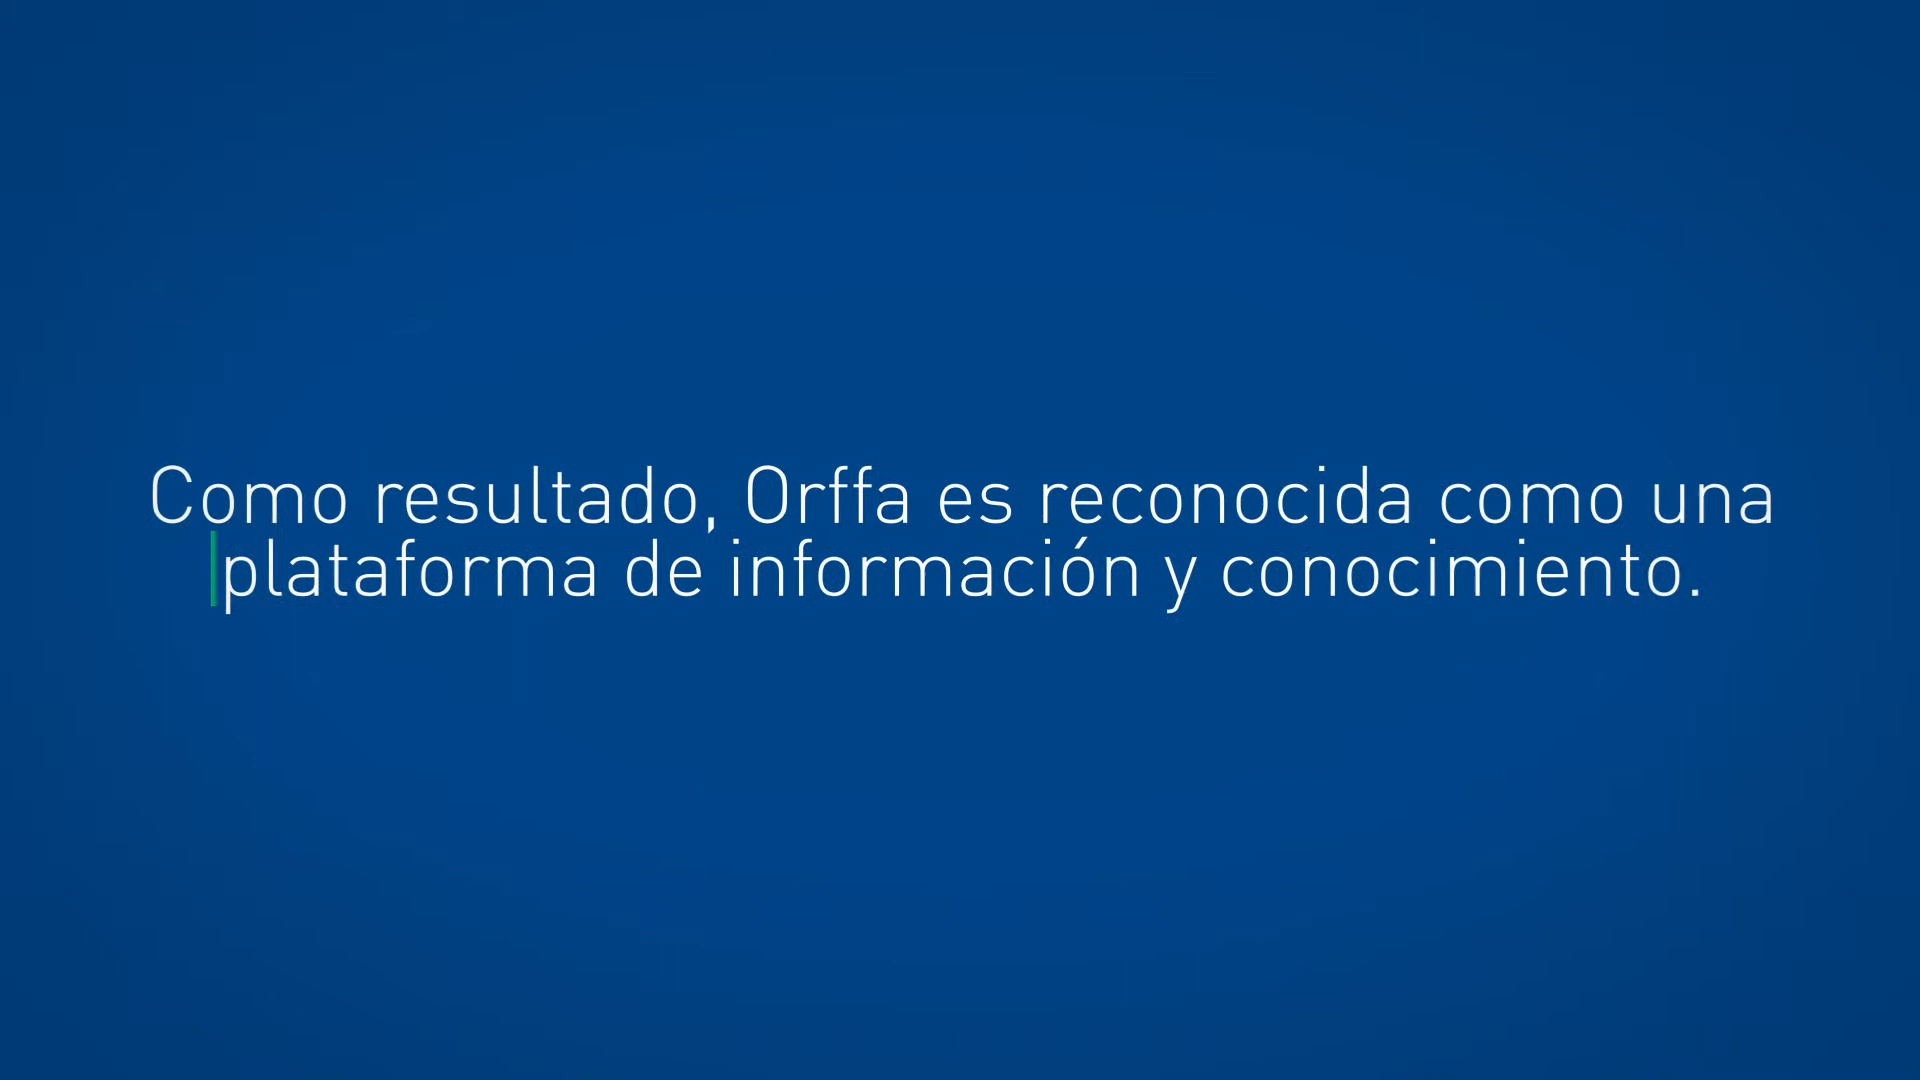 Como resultado, Orffa es reconocida como una
plataforma de información y conocimiento.